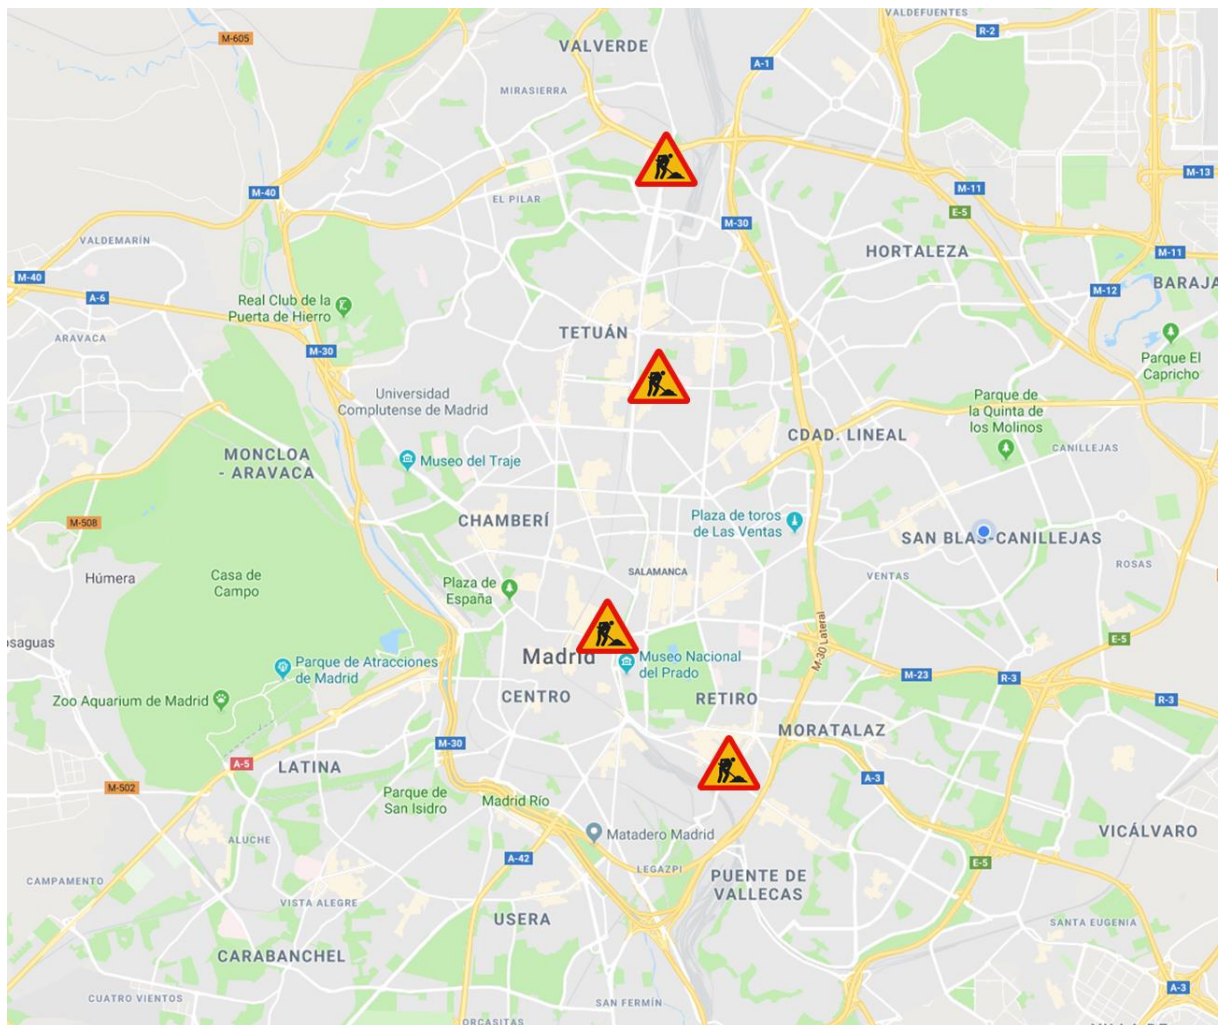 VALDEFUENTES
M-605
R-2
VALVERDE
A-1
MIRASIERRA
M-40
EL PILAR
M-11
M-13
E-5
M-30
VALDEMARÍN
HORTALEZA
M-11
M-40
A-6
M-12
BARAJA
Real Club de la
Puerta de Hierro
TETUÁN
ARAVACA
M-30
Parque El
Capricho
Universidad
Complutense de Madrid
Parque de
la Quinta de
los Molinos
CDAD. LINEAL
CANILLEJAS
MONCLOA
- ARAVACA
Museo del Traje
M-508
CHAMBERÍ
Plaza de toros
de Las Ventas
SAN BLAS-CANILLEJAS
Húmera
Casa de
Campo
Plaza de
España
SALAMANCA
VENTAS
ROSAS
osaguas
M-30 Lateral
E-5
Madrid
Museo Nacional
del Prado
Parque de Atracciones
de Madrid
M-23
R-3
R-3
Zoo Aquarium de Madrid
CENTRO
RETIRO
MORATALAZ
M-30
A-5
LATINA
A-3
M-502
Parque de
San Isidro
Madrid Río
Matadero Madrid
VICÁLVARO
ALUCHE
A-42
LEGAZPI
E-5
CAMPAMENTO
PUENTE DE
VALLECAS
VISTA ALEGRE
USERA
SANTA EUGENIA
CARABANCHEL
CUATRO VIENTOS
SAN FERMÍN
A-3
ORCASITAS